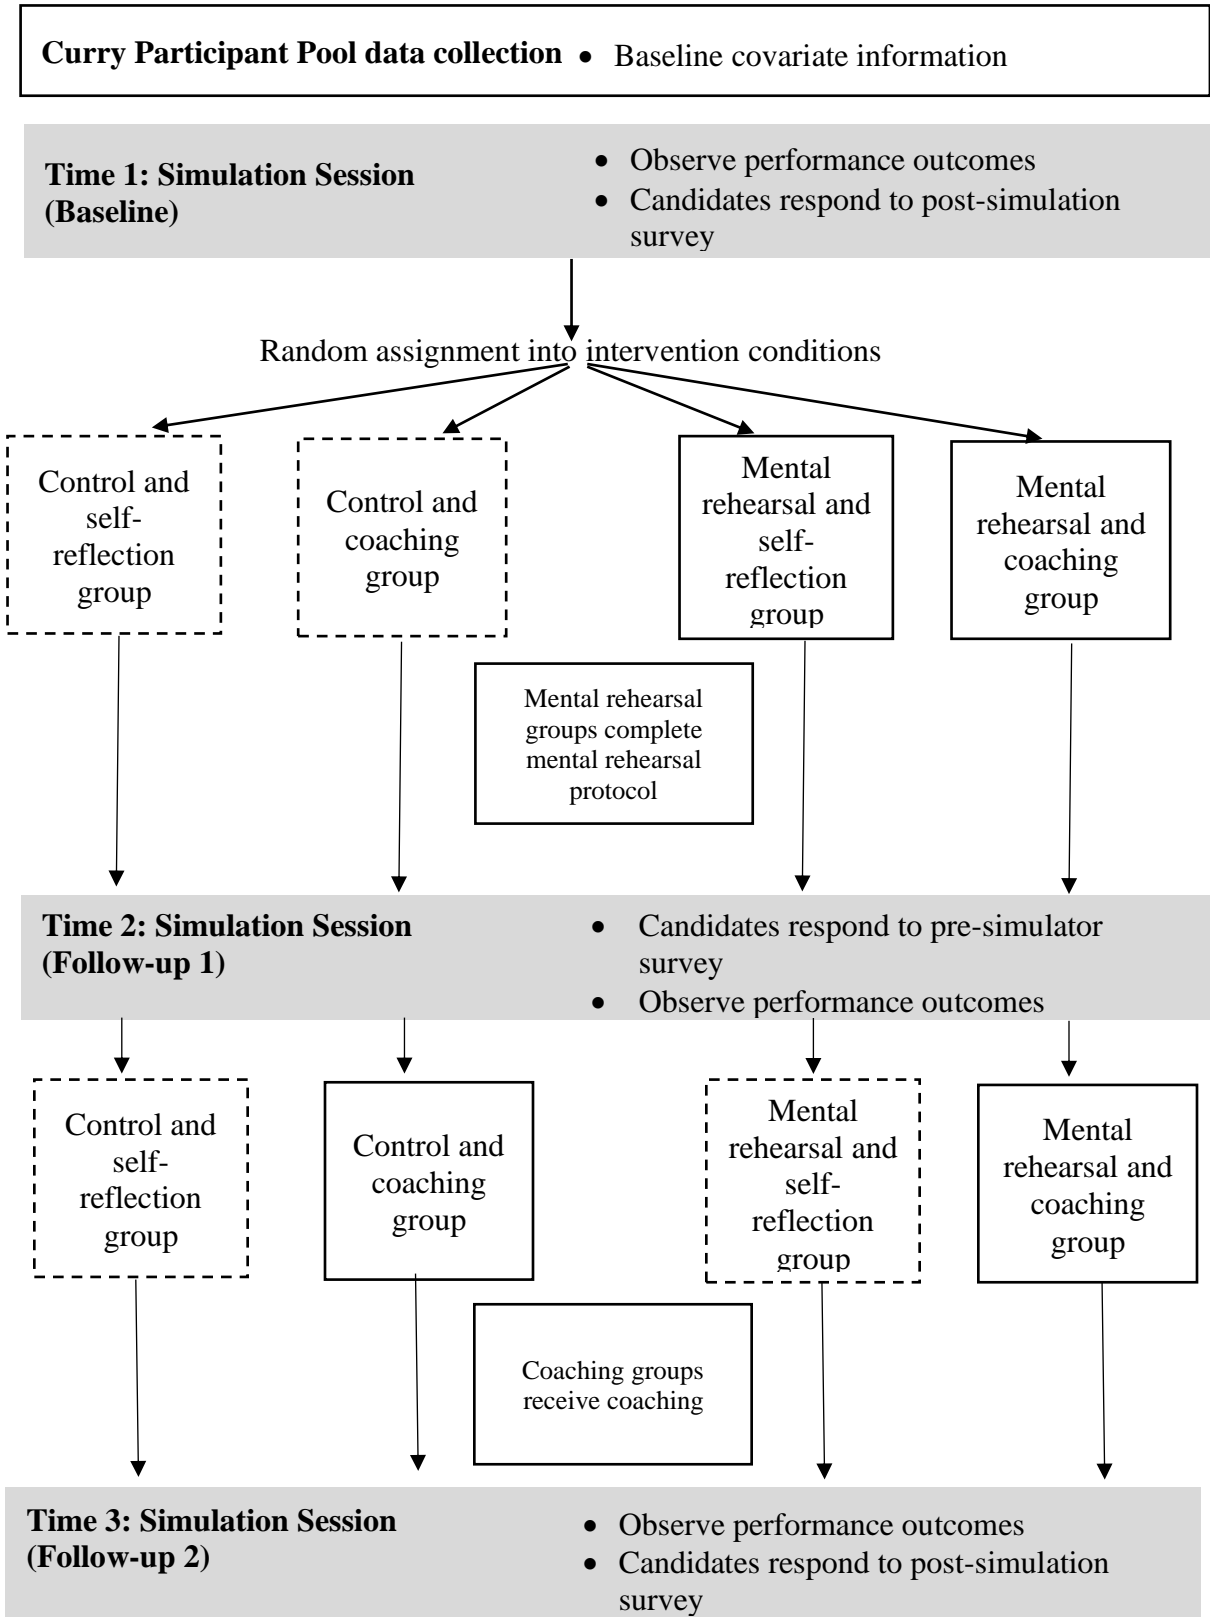 Curry Participant Pool data collection • Baseline covariate information
Time 1: Simulation Session
(Baseline)
• Observe performance outcomes
• Candidates respond to post-simulation
survey
Random assignment into intervention conditions
Control and
self-
reflection
group
Control and
coaching
group
Mental
rehearsal and
self-
reflection
group
Mental
rehearsal and
coaching
group
Mental rehearsal
groups complete
mental rehearsal
protocol
Time 2: Simulation Session
(Follow-up 1)
• Candidates respond to pre-simulator
survey
• Observe performance outcomes
Control and
self-
reflection
group
Control and
coaching
group
Mental
rehearsal and
self-
reflection
group
Mental
rehearsal and
coaching
group
Coaching groups
receive coaching
Time 3: Simulation Session
(Follow-up 2)
• Observe performance outcomes
• Candidates respond to post-simulation
survey